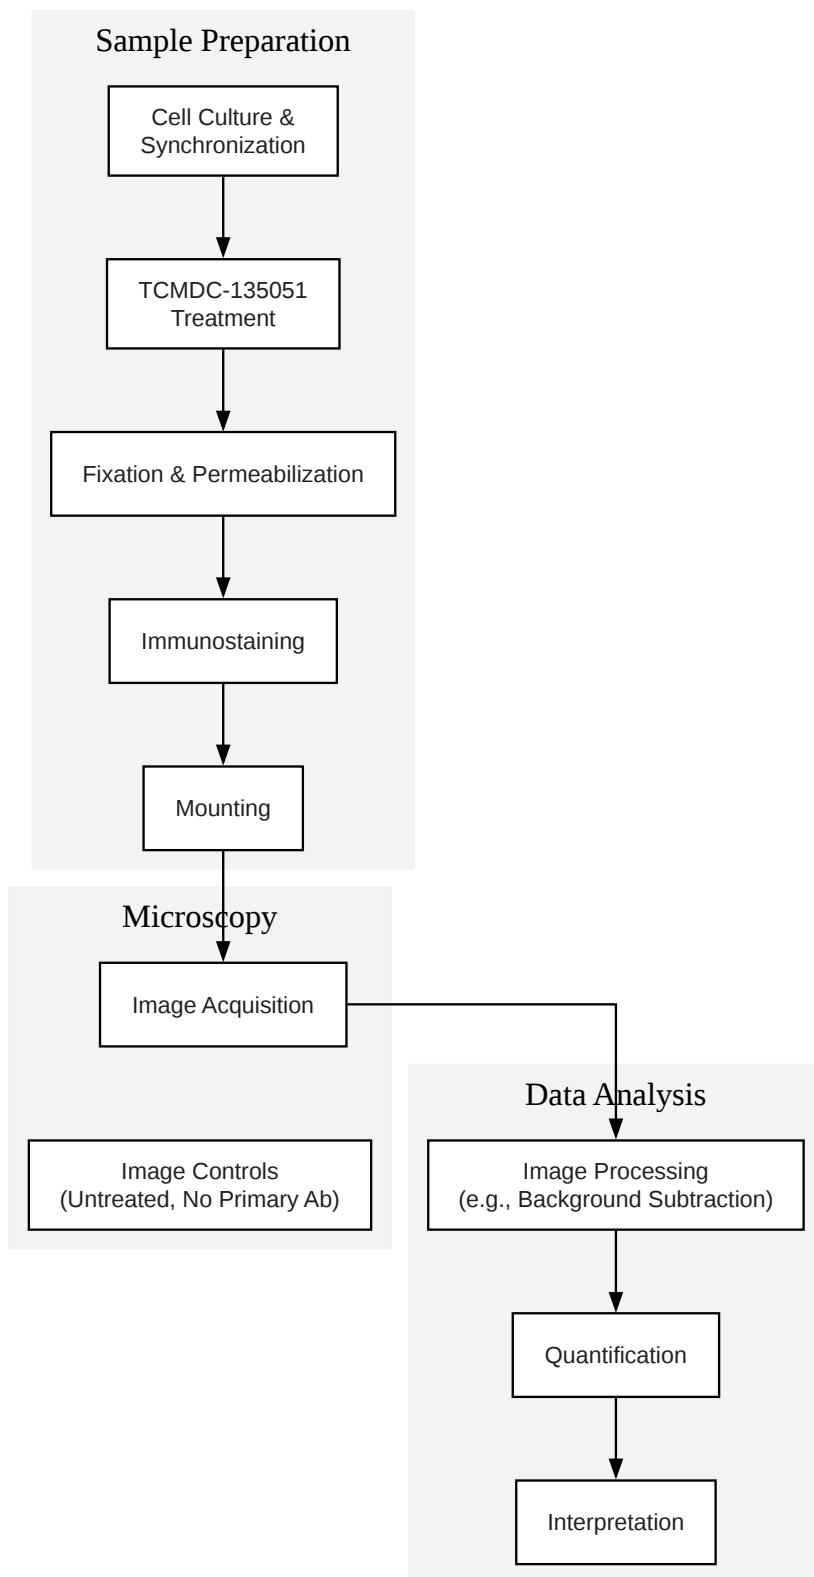 Sample Preparation
Cell Culture &
Synchronization
TCMDC-135051
Treatment
Fixation & Permeabilization
Immunostaining
Mounting
Microscopy
Image Acquisition
Image Controls
(Untreated, No Primary Ab)
Data Analysis
Image Processing
(e.g., Background Subtraction)
Quantification
Interpretation